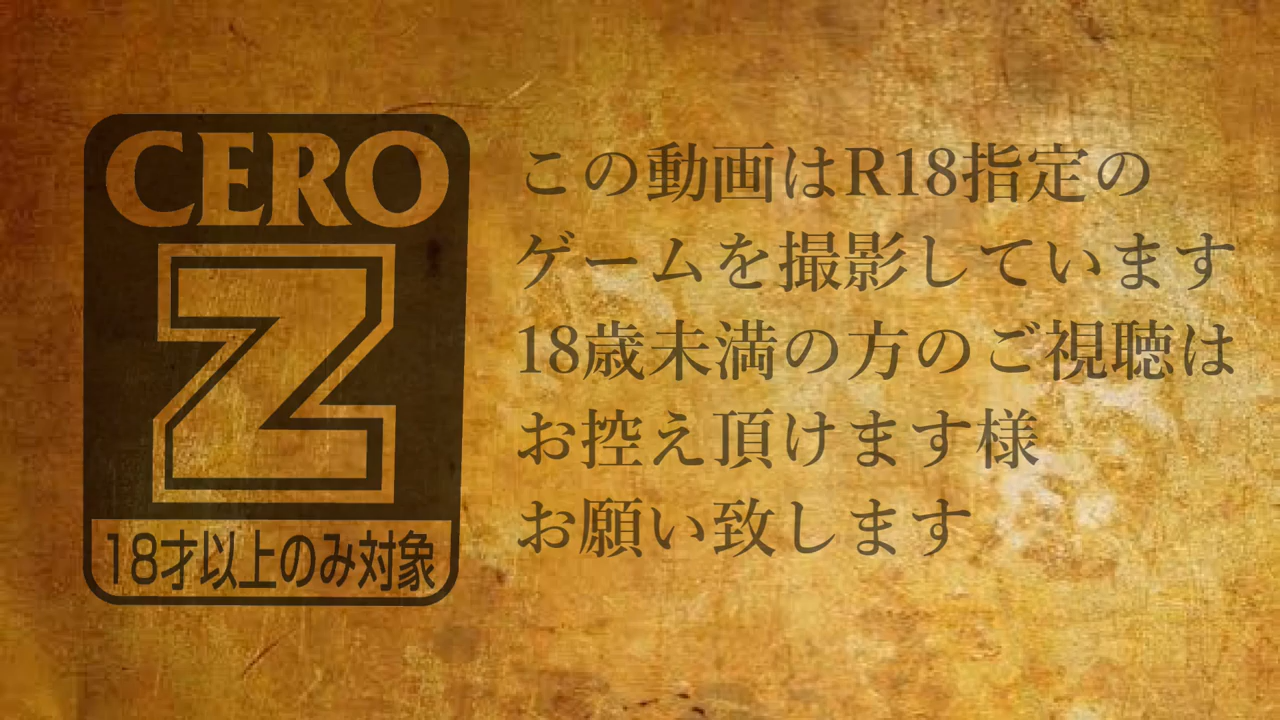 CERO
Z
18才以上のみ対象
この動画はR18指定の
ゲームを撮影しています
18歳未満の方のご視聴は
お控え頂けます様
お願い致します